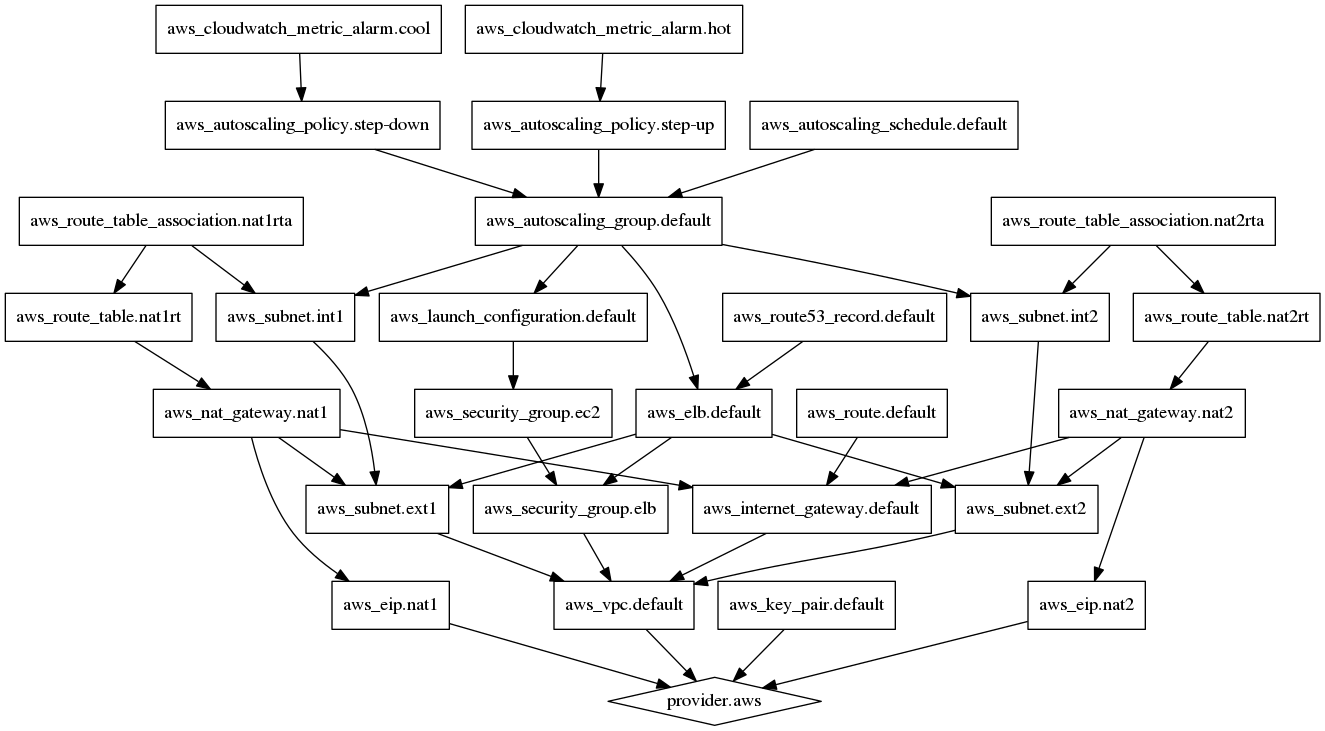 aws_cloudwatch_metric_alarm.cool
aws_cloudwatch_metric_alarm.hot
aws_autoscaling_policy.step-down
aws_autoscaling_policy.step-up
aws_autoscaling_schedule.default
aws_route_table_association.nat1rta
aws_autoscaling_group.default
aws_route_table_association.nat2rta
aws_route_table.nat1rt
aws_subnet.int1
aws_launch_configuration.default
aws_route53_record.default
aws_subnet.int2
aws_route_table.nat2rt
aws_nat_gateway.nat1
aws_security_group.ec2
aws_elb.default
aws_route.default
aws_nat_gateway.nat2
aws_subnet.ext1
aws_security_group.elb
aws_internet_gateway.default
aws_subnet.ext2
aws_eip.nat1
aws_vpc.default
aws_key_pair.default
aws_eip.nat2
provider.aws